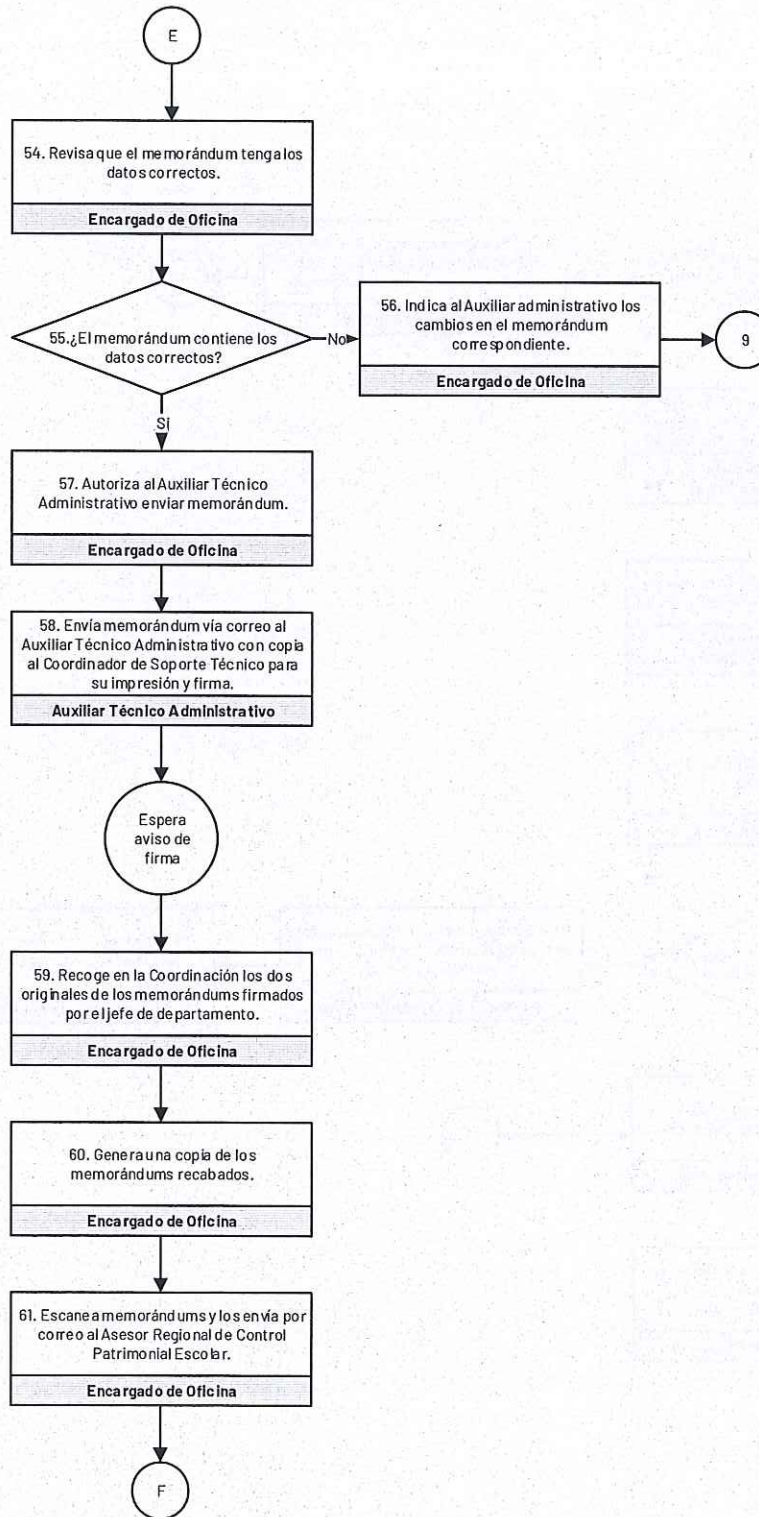 E
54. Revisa que el memorándum tenga los
datos correctos.
Encargado de Oficina
55.¿El memorándum contiene los
datos correctos?
No
56. Indica al Auxiliar administrativo los
cambios en el memorándum
correspondiente.
Encargado de Oficina
9
Si
57. Autoriza al Auxiliar Técnico
Administrativo enviar memorándum.
Encargado de Oficina
58. Envía memorándum vía correo al
Auxiliar Técnico Administrativo con copia
al Coordinador de Soporte Técnico para
su impresión y firma.
Auxiliar Técnico Administrativo
Espera
aviso de
firma
59. Recoge en la Coordinación los dos
originales de los memorándums firmados
por el jefe de departamento.
Encargado de Oficina
60. Genera una copia de los
memorándums recabados.
Encargado de Oficina
61. Escanea memorándums y los envía por
correo al Asesor Regional de Control
Patrimonial Escolar.
Encargado de Oficina
F